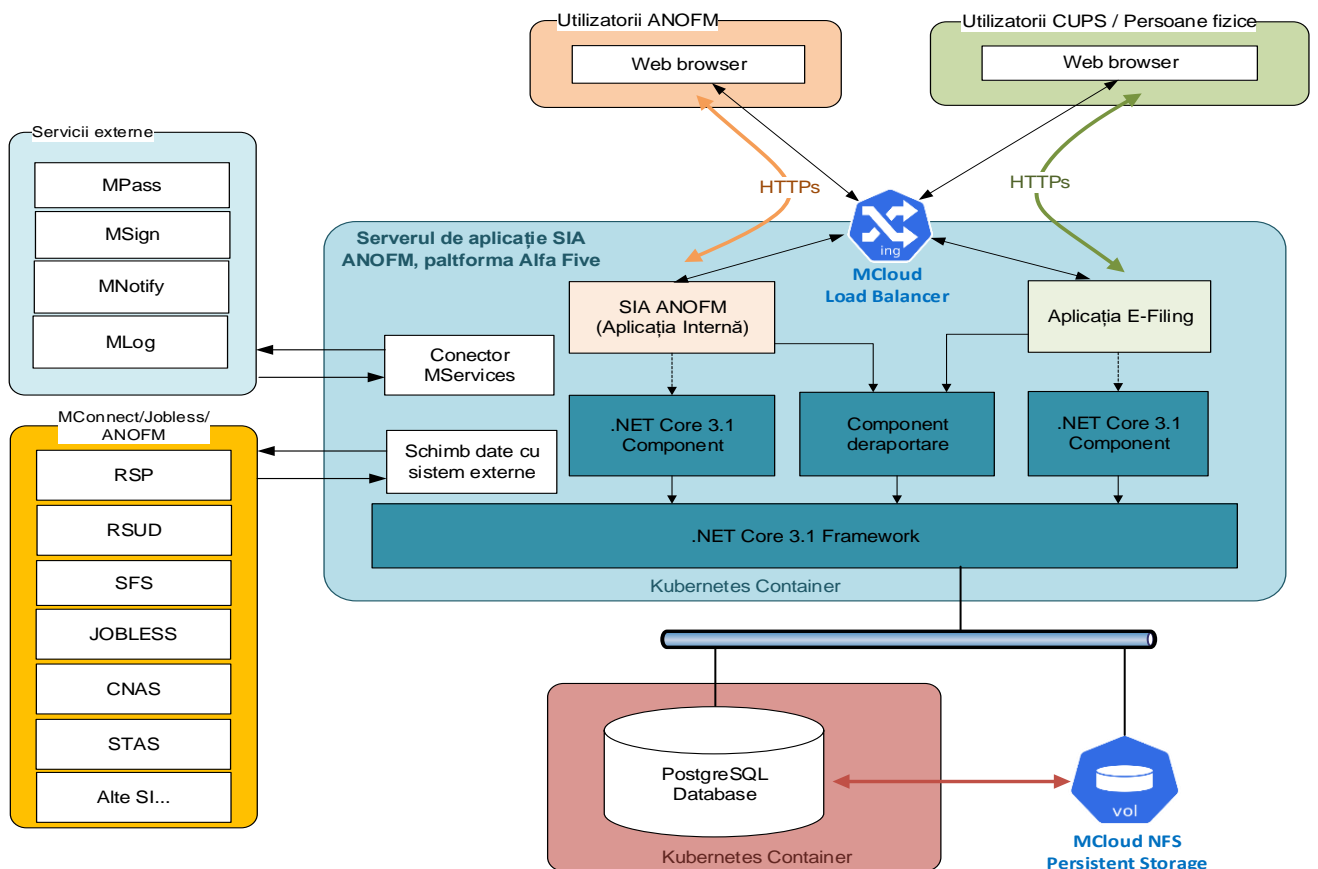 Utilizatorii ANOFM
Web browser
Utilizatorii CUPS / Persoane fizice
Web browser
Servicii externe
MPass
MSign
MNotify
MLog
HTTPs
HTTPs
Serverul de aplicație SIA
ANOFM, paltforma Alfa Five
ing
MCloud
Load Balancer
SIA ANOFM
(Aplicația Internă)
Aplicația E-Filing
Conector
MServices
.NET Core 3.1
Component
Component
deraportare
.NET Core 3.1
Component
MConnect/Jobless/
ANOFM
RSP
RSUD
SFS
JOBLESS
CNAS
STAS
Alte SI...
Schimb date cu
sistem externe
.NET Core 3.1 Framework
Kubernetes Container
PostgreSQL
Database
Kubernetes Container
vol
MCloud NFS
Persistent Storage